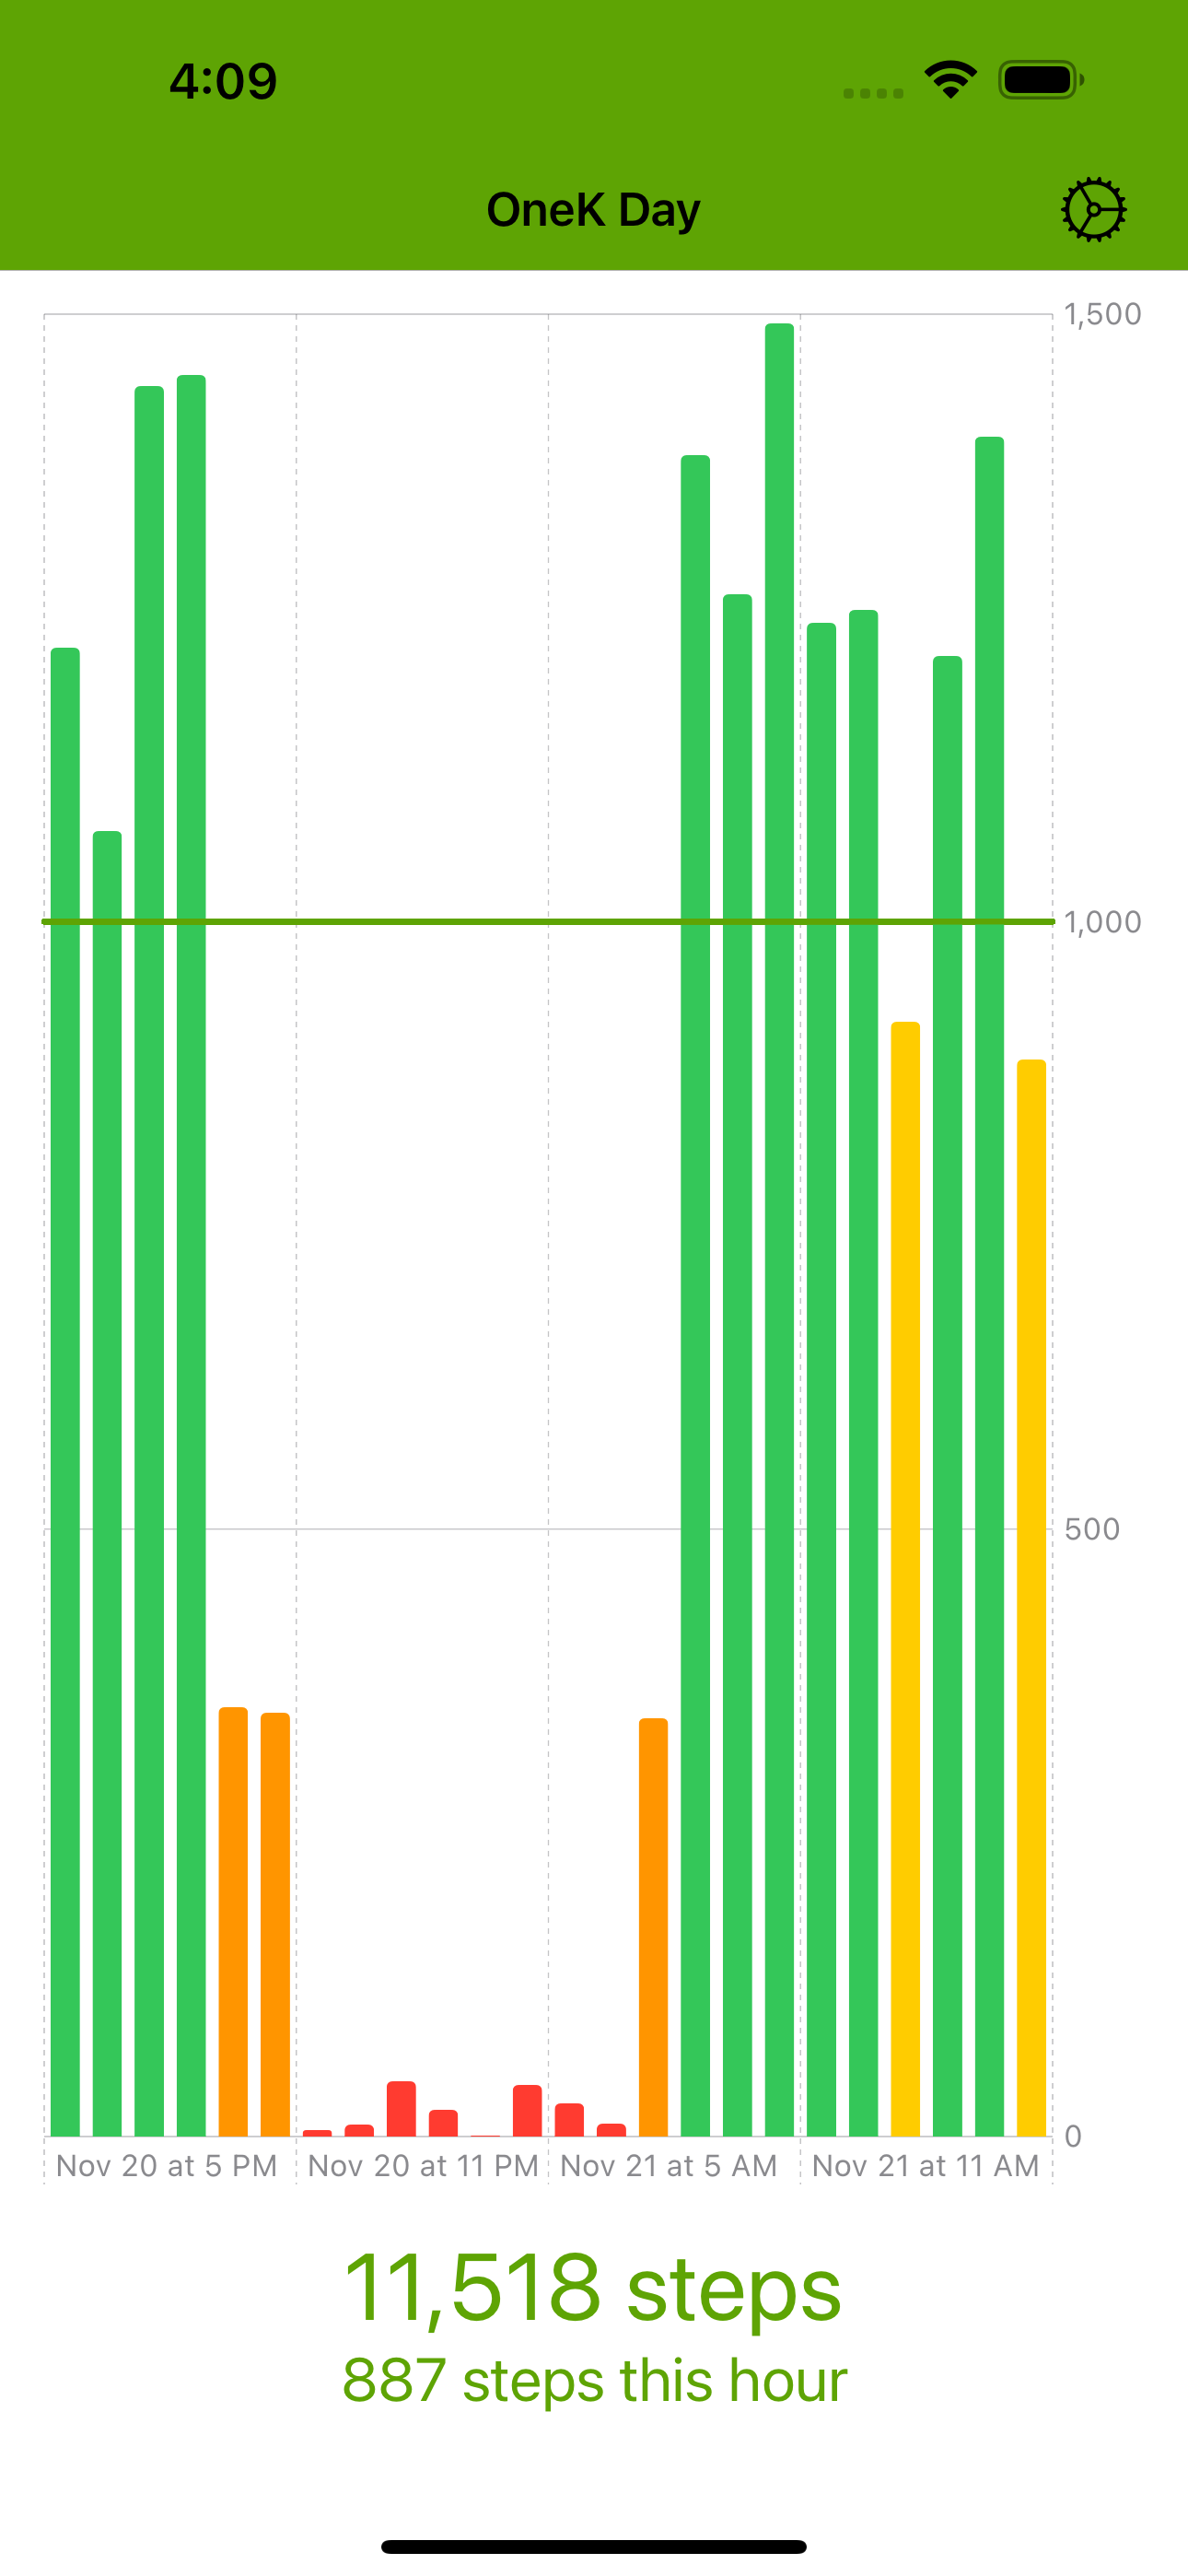 4:09
OneK Day
1,500
1,000
500
0
Nov 20 at 5 PM Nov 20 at 11 PM Nov 21 at 5 AM Nov 21 at 11 AM
11,518 steps
887 steps this hour